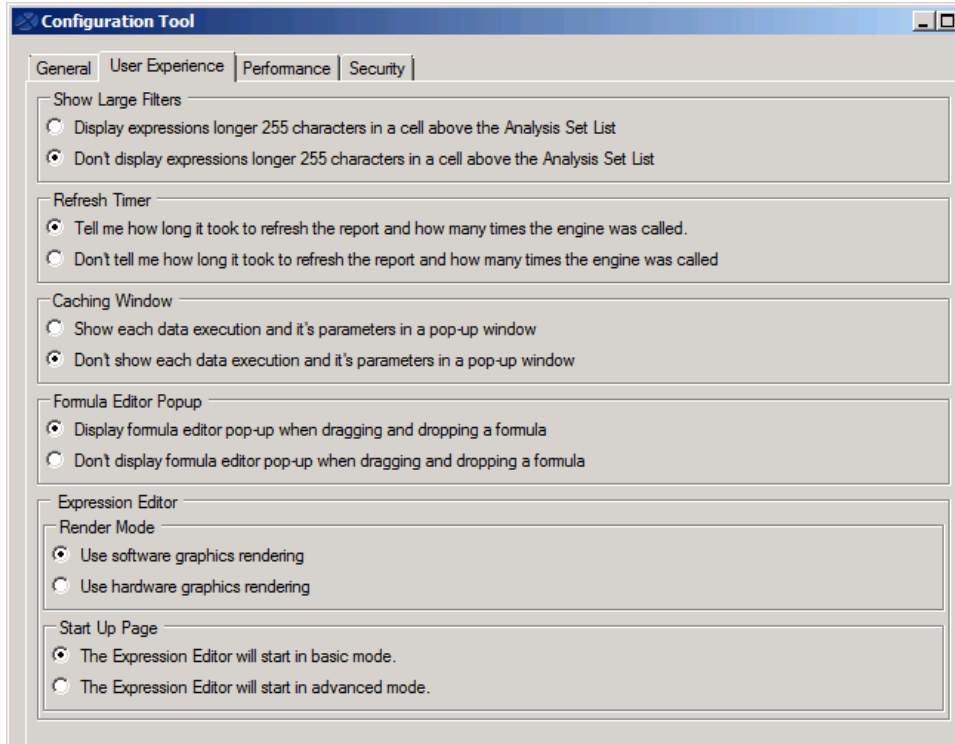 Configuration Tool
General User Experience Performance Security
Show Large Filters
Display expressions longer 255 characters in a cell above the Analysis Set List
Don't display expressions longer 255 characters in a cell above the Analysis Set List
Refresh Timer
Tell me how long it took to refresh the report and how many times the engine was called.
Don't tell me how long it took to refresh the report and how many times the engine was called
Caching Window
Show each data execution and it's parameters in a pop-up window
Don't show each data execution and it's parameters in a pop-up window
Formula Editor Popup
Display formula editor pop-up when dragging and dropping a formula
Don't display formula editor pop-up when dragging and dropping a formula
Expression Editor
Render Mode
Use software graphics rendering
Use hardware graphics rendering
Start Up Page
The Expression Editor will start in basic mode.
The Expression Editor will start in advanced mode.